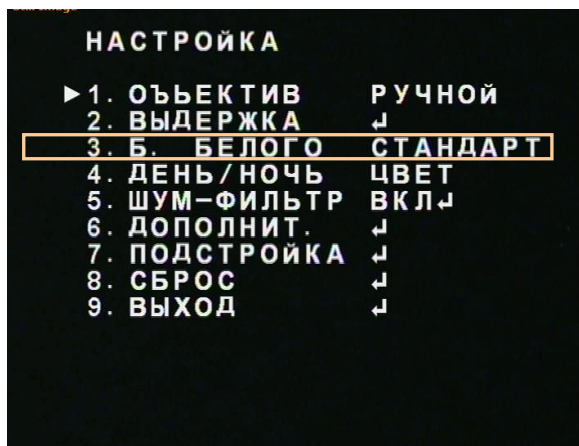 НАСТРОйКА
►1. ОЪЬЕКТИВ РУЧНОй
2. ВЫДЕРЖКА ↲
3. Б. БЕЛОГО СТАНДАРТ
4. ДЕНЬ/НОЧЬ ЦВЕТ
5. ШУМ-ФИЛЬТР ВКЛ↲
6. ДОПОЛНИТ. ↲
7. ПОДСТРОйКА ↲
8. СБРОС ↲
9. ВЫХОД ↲